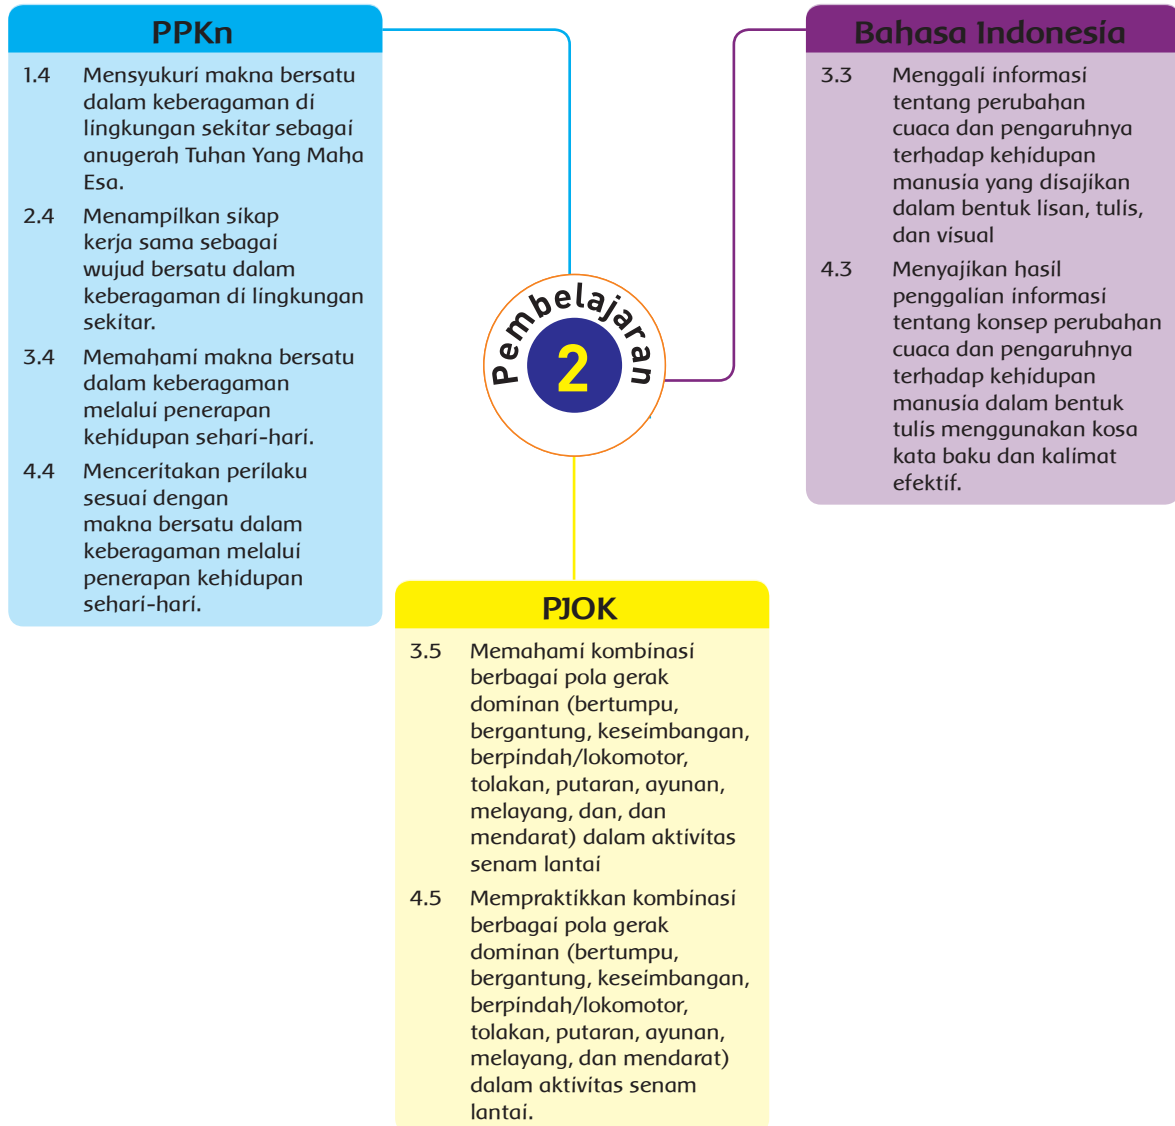 PPKn
1.4 Mensyukuri makna bersatu
dalam keberagaman di
lingkungan sekitar sebagai
anugerah Tuhan Yang Maha
Esa.
2.4 Menampilkan sikap
kerja sama sebagai
wujud bersatu dalam
keberagaman di lingkungan
sekitar.
3.4 Memahami makna bersatu
dalam keberagaman
melalui penerapan
kehidupan sehari-hari.
4.4 Menceritakan perilaku
sesuai dengan
makna bersatu dalam
keberagaman melalui
penerapan kehidupan
sehari-hari.
Bahasa Indonesia
3.3 Menggali informasi
tentang perubahan
cuaca dan pengaruhnya
terhadap kehidupan
manusia yang disajikan
dalam bentuk lisan, tulis,
dan visual
4.3 Menyajikan hasil
penggalian informasi
tentang konsep perubahan
cuaca dan pengaruhnya
terhadap kehidupan
manusia dalam bentuk
tulis menggunakan kosa
kata baku dan kalimat
efektif.
Pembelajaran
2
PJOK
3.5 Memahami kombinasi
berbagai pola gerak
dominan (bertumpu,
bergantung, keseimbangan,
berpindah/lokomotor,
tolakan, putaran, ayunan,
melayang, dan, dan
mendarat) dalam aktivitas
senam lantai
4.5 Mempraktikkan kombinasi
berbagai pola gerak
dominan (bertumpu,
bergantung, keseimbangan,
berpindah/lokomotor,
tolakan, putaran, ayunan,
melayang, dan mendarat)
dalam aktivitas senam
lantai.